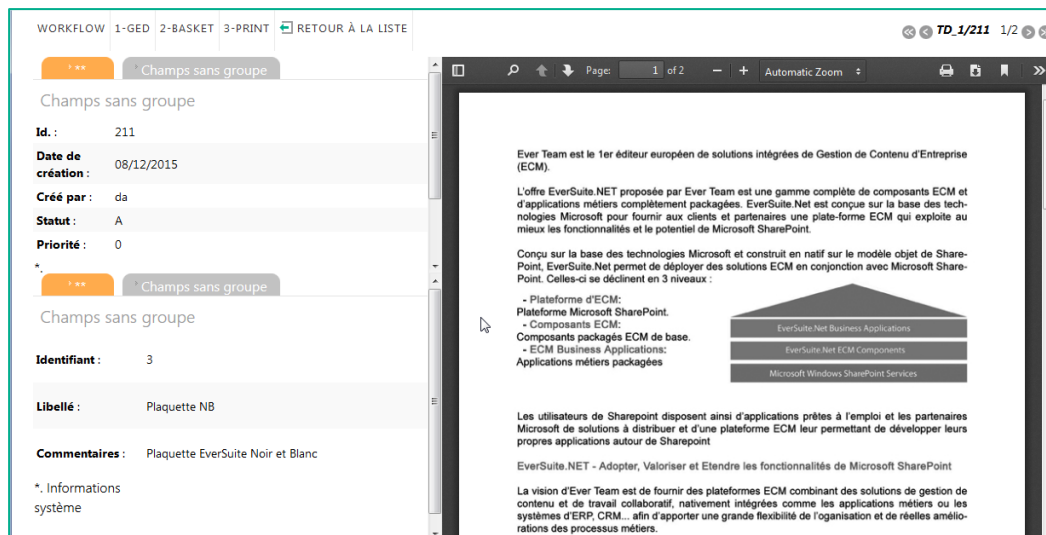 WORKFLOW 1-GED 2-BASKET 3-PRINT RETOUR À LA LISTE
TD_1/211 1/2
**
Champs sans groupe
Champs sans groupe
Id. : 211
Date de
création : 08/12/2015
Créé par : da
Statut : A
Priorité : 0
*.
**
Champs sans groupe
Champs sans groupe
Identifiant : 3
Libellé : Plaquette NB
Commentaires : Plaquette EverSuite Noir et Blanc
*. Informations
système
Page: 1 of 2 Automatic Zoom
Ever Team est le 1er éditeur européen de solutions intégrées de Gestion de Contenu d'Entreprise
(ECM).
L'offre EverSuite.NET proposée par Ever Team est une gamme complète de composants ECM et
d'applications métiers complètement packagées. EverSuite.Net est conçue sur la base des tech-
nologies Microsoft pour fournir aux clients et partenaires une plate-forme ECM qui exploite au
mieux les fonctionnalités et le potentiel de Microsoft SharePoint.
Conçu sur la base des technologies Microsoft et construit en natif sur le modèle objet de Share-
Point, EverSuite.Net permet de déployer des solutions ECM en conjonction avec Microsoft Share-
Point. Celles-ci se déclinent en 3 niveaux :
- Plateforme d'ECM:
Plateforme Microsoft SharePoint.
- Composants ECM:
Composants packagés ECM de base.
- ECM Business Applications:
Applications métiers packagées
EverSuite.Net Business Applications
EverSuite.Net ECM Components
Microsoft Windows SharePoint Services
Les utilisateurs de Sharepoint disposent ainsi d'applications prêtes à l'emploi et les partenaires
Microsoft de solutions à distribuer et d'une plateforme ECM leur permettant de développer leurs
propres applications autour de Sharepoint
EverSuite.NET - Adopter, Valoriser et Etendre les fonctionnalités de Microsoft SharePoint
La vision d'Ever Team est de fournir des plateformes ECM combinant des solutions de gestion de
contenu et de travail collaboratif, nativement intégrées comme les applications métiers ou les
systèmes d'ERP, CRM... afin d'apporter une grande flexibilité de l'oganisation et de réelles amélio-
rations des processus métiers.